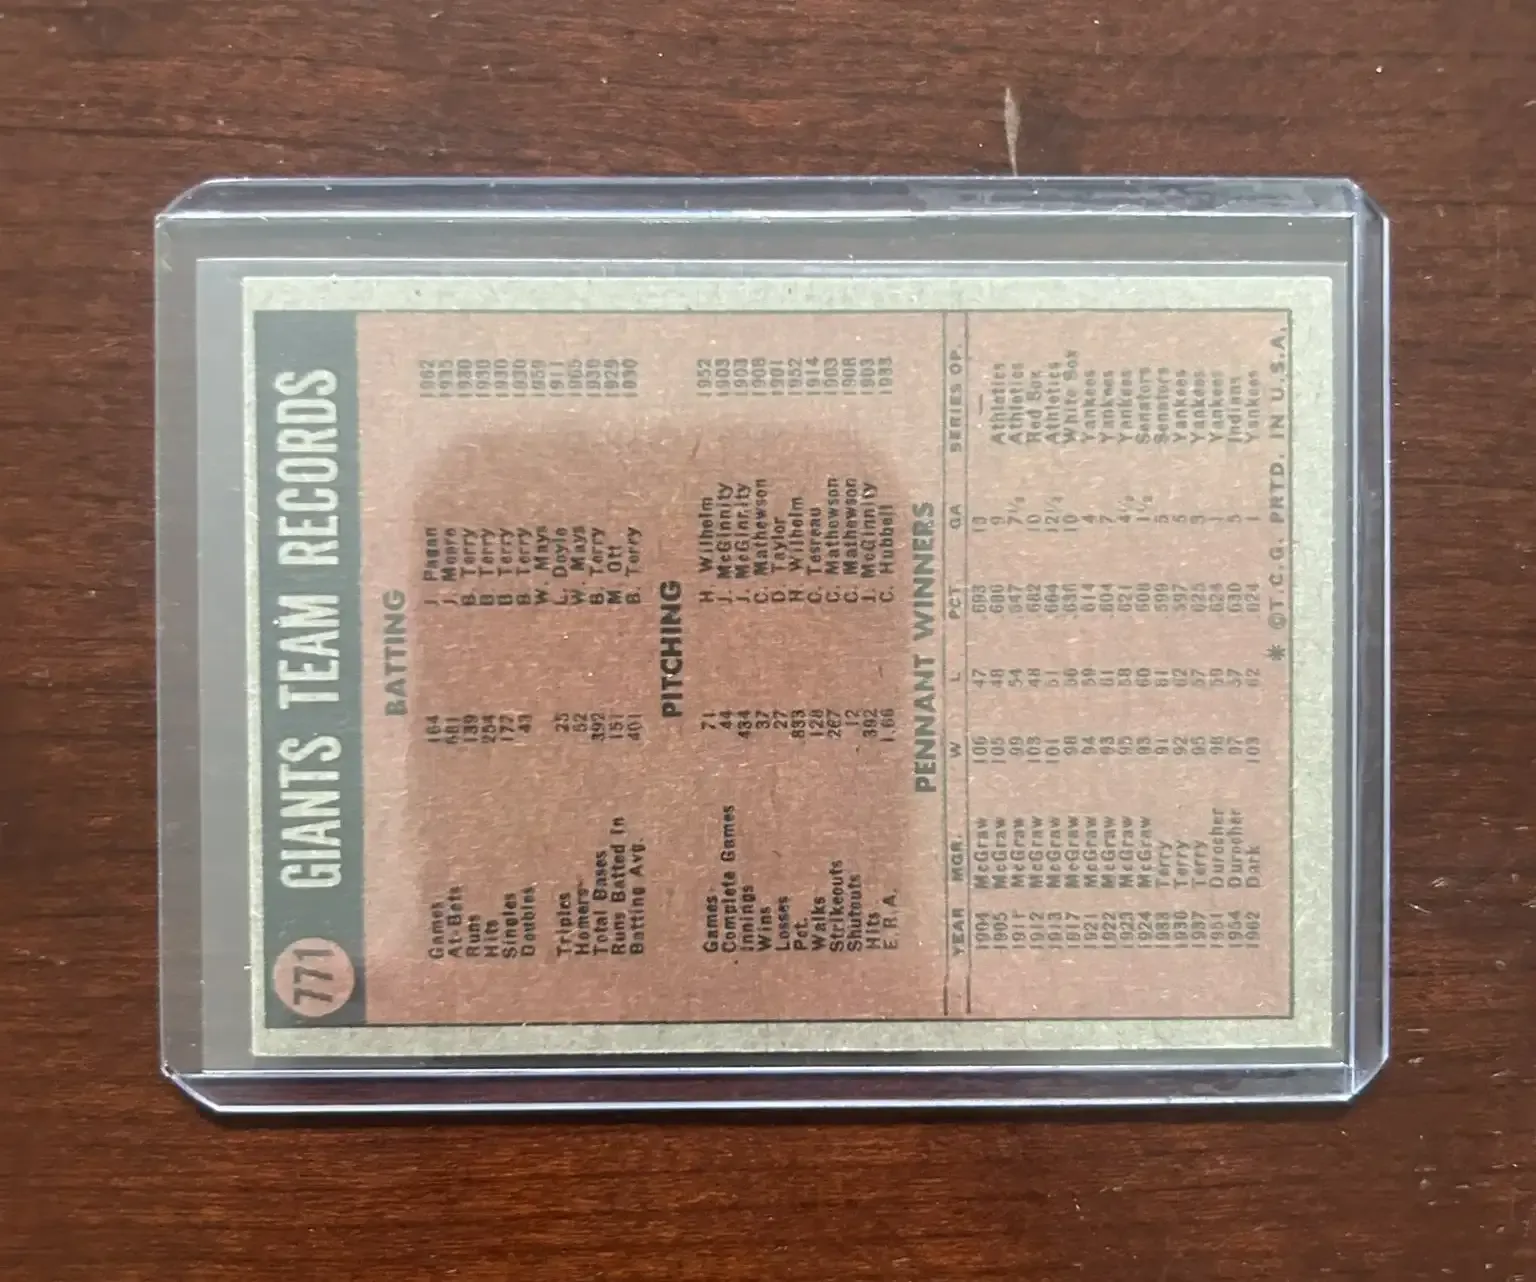 771 GIANTS TEAM RECORDS
BATTING
Games 164 J. Pagan 1962
At-Bets 681 J. Moore 1935
Runs 139 B. Terry 1930
Hits 254 B Terry 1930
Singles 177 B. Terry 1930
Doubles 43 B. Terry
W. Mays 1959
Triples 25 L. Doyle 1911
Homers 52 W. Mays 1965
Total Bases 392 B. Terry 1930
Runs Batted In 151 M. Ott 1929
Batting Avg. 401 B. Terry 1930
PITCHING
Games 71 H. Wilhelm 1952
Complete Games 44 J. McGinnity 1903
Innings 434 J. McGinnity 1903
Wins 37 C. Mathewson 1908
Losses 27 D. Taylor 1901
Pct. .833 H. Wilhelm 1952
Walks 128 C. Tesreau 1914
Strikeouts 267 C. Mathewson 1903
Shutouts 12 C. Mathewson 1908
Hits 392 J. McGinnity 1903
E.R.A. 1.66 C. Hubbell 1933
PENNANT WINNERS
YEAR MGR. W L PCT. GA SERIES OP.
1904 McGraw 106 47 .693 13 —
1905 McGraw 105 48 .686 9 Athletics
1911 McGraw 99 54 .647 7½ Athletics
1912 McGraw 103 48 .682 10 Red Sox
1913 McGraw 101 51 .664 12½ Athletics
1917 McGraw 98 56 .636 10 White Sox
1921 McGraw 94 59 .614 4 Yankees
1922 McGraw 93 61 .604 7 Yankees
1923 McGraw 95 58 .621 4½ Yankees
1924 McGraw 93 60 .608 1½ Senators
1933 Terry 91 61 .599 5 Senators
1936 Terry 92 62 .597 5 Yankees
1937 Terry 95 57 .625 3 Yankees
1951 Durocher 98 59 .624 1 Yankees
1954 Durocher 97 57 .630 5 Indians
1962 Dark 103 62 .624 1 Yankees
* © T.C.G. PRTD. IN U.S.A.